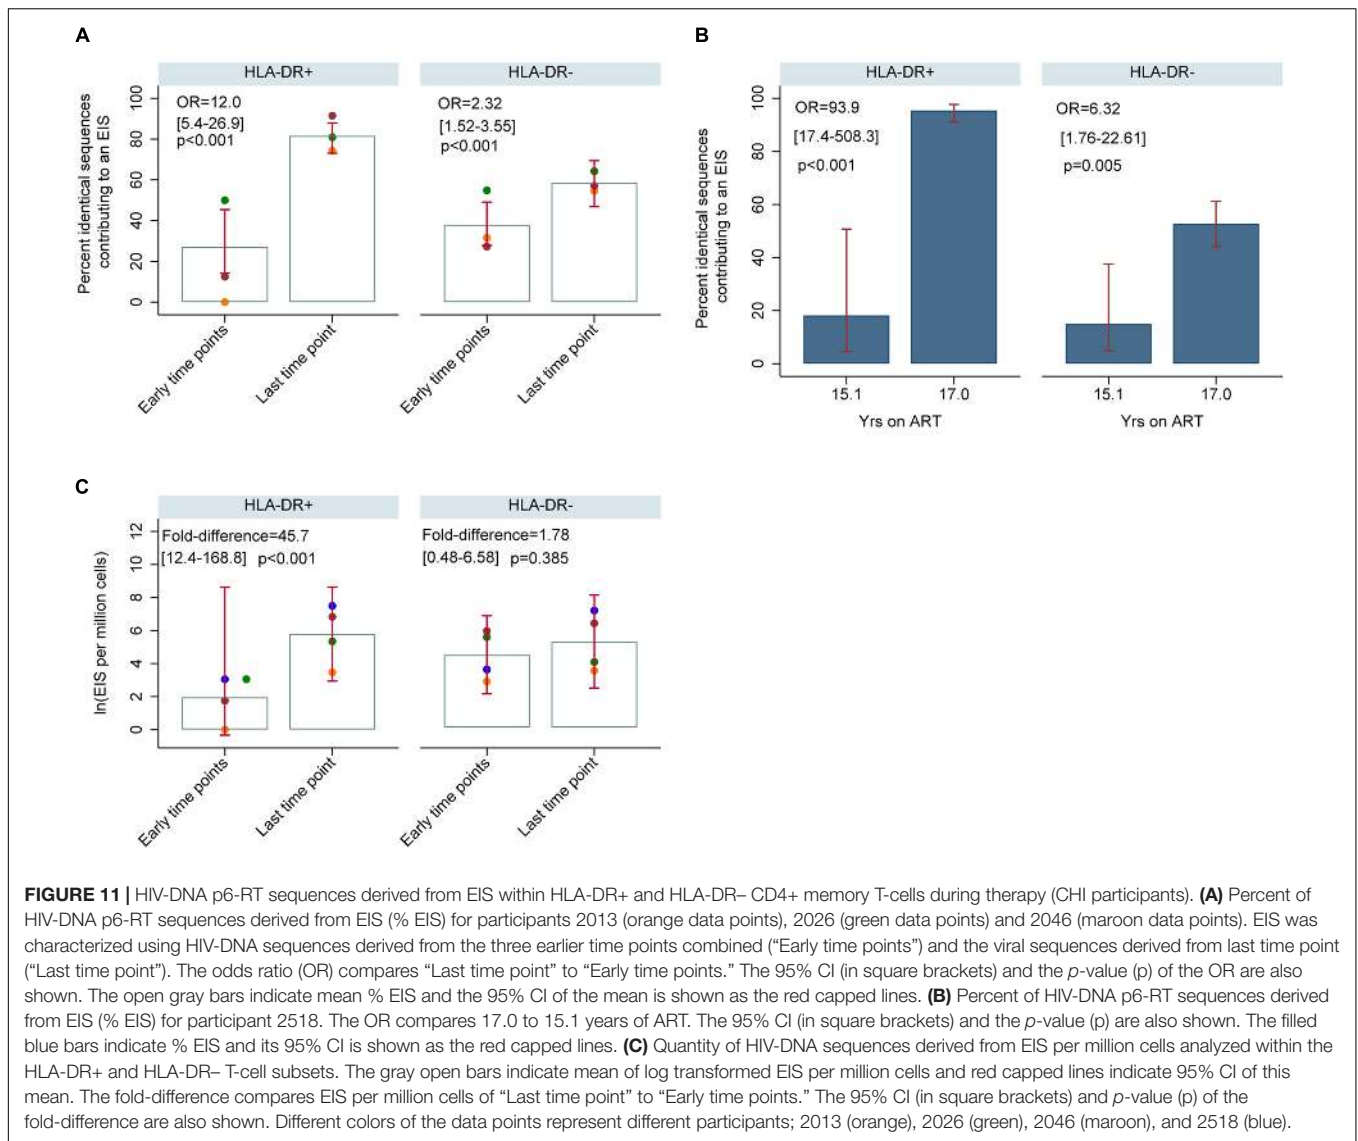 A
HLA-DR+
HLA-DR-
Percent identical sequences
contributing to an EIS
100
80
60
40
20
0
OR=12.0
[5.4-26.9]
p<0.001
OR=2.32
[1.52-3.55]
p<0.001
Early time points
Last time point
Early time points
Last time point
B
HLA-DR+
HLA-DR-
Percent identical sequences
contributing to an EIS
100
80
60
40
20
0
OR=93.9
[17.4-508.3]
p<0.001
OR=6.32
[1.76-22.61]
p=0.005
15.1
17.0
15.1
17.0
Yrs on ART
Yrs on ART
C
HLA-DR+
HLA-DR-
ln(EIS per million cells)
12
10
8
6
4
2
0
Fold-difference=45.7
[12.4-168.8] p<0.001
Fold-difference=1.78
[0.48-6.58] p=0.385
Early time points
Last time point
Early time points
Last time point
FIGURE 11 | HIV-DNA p6-RT sequences derived from EIS within HLA-DR+ and HLA-DR– CD4+ memory T-cells during therapy (CHI participants). (A) Percent of
HIV-DNA p6-RT sequences derived from EIS (% EIS) for participants 2013 (orange data points), 2026 (green data points) and 2046 (maroon data points). EIS was
characterized using HIV-DNA sequences derived from the three earlier time points combined (“Early time points”) and the viral sequences derived from last time point
(“Last time point”). The odds ratio (OR) compares “Last time point” to “Early time points.” The 95% CI (in square brackets) and the p-value (p) of the OR are also
shown. The open gray bars indicate mean % EIS and the 95% CI of the mean is shown as the red capped lines. (B) Percent of HIV-DNA p6-RT sequences derived
from EIS (% EIS) for participant 2518. The OR compares 17.0 to 15.1 years of ART. The 95% CI (in square brackets) and the p-value (p) are also shown. The filled
blue bars indicate % EIS and its 95% CI is shown as the red capped lines. (C) Quantity of HIV-DNA sequences derived from EIS per million cells analyzed within the
HLA-DR+ and HLA-DR– T-cell subsets. The gray open bars indicate mean of log transformed EIS per million cells and red capped lines indicate 95% CI of this
mean. The fold-difference compares EIS per million cells of “Last time point” to “Early time points.” The 95% CI (in square brackets) and p-value (p) of the
fold-difference are also shown. Different colors of the data points represent different participants; 2013 (orange), 2026 (green), 2046 (maroon), and 2518 (blue).